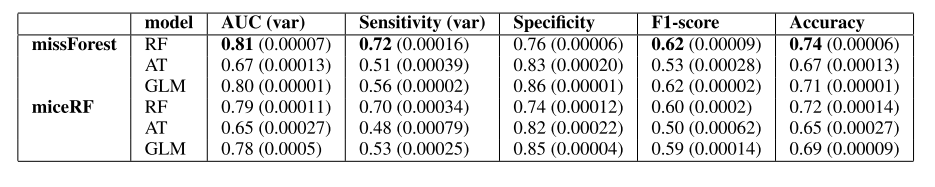 model AUC (var) Sensitivity (var) Specificity F1-score Accuracy
missForest RF 0.81 (0.00007) 0.72 (0.00016) 0.76 (0.00006) 0.62 (0.00009) 0.74 (0.00006)
AT 0.67 (0.00013) 0.51 (0.00039) 0.83 (0.00020) 0.53 (0.00028) 0.67 (0.00013)
GLM 0.80 (0.00001) 0.56 (0.00002) 0.86 (0.00001) 0.62 (0.00002) 0.71 (0.00001)
miceRF RF 0.79 (0.00011) 0.70 (0.00034) 0.74 (0.00012) 0.60 (0.0002) 0.72 (0.00014)
AT 0.65 (0.00027) 0.48 (0.00079) 0.82 (0.00022) 0.50 (0.00062) 0.65 (0.00027)
GLM 0.78 (0.0005) 0.53 (0.00025) 0.85 (0.00004) 0.59 (0.00014) 0.69 (0.00009)